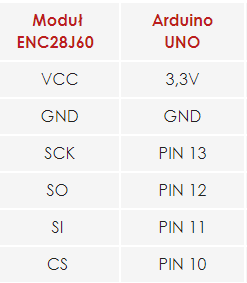 Moduł ENC28J60 Arduino UNO
VCC 3,3V
GND GND
SCK PIN 13
SO PIN 12
SI PIN 11
CS PIN 10